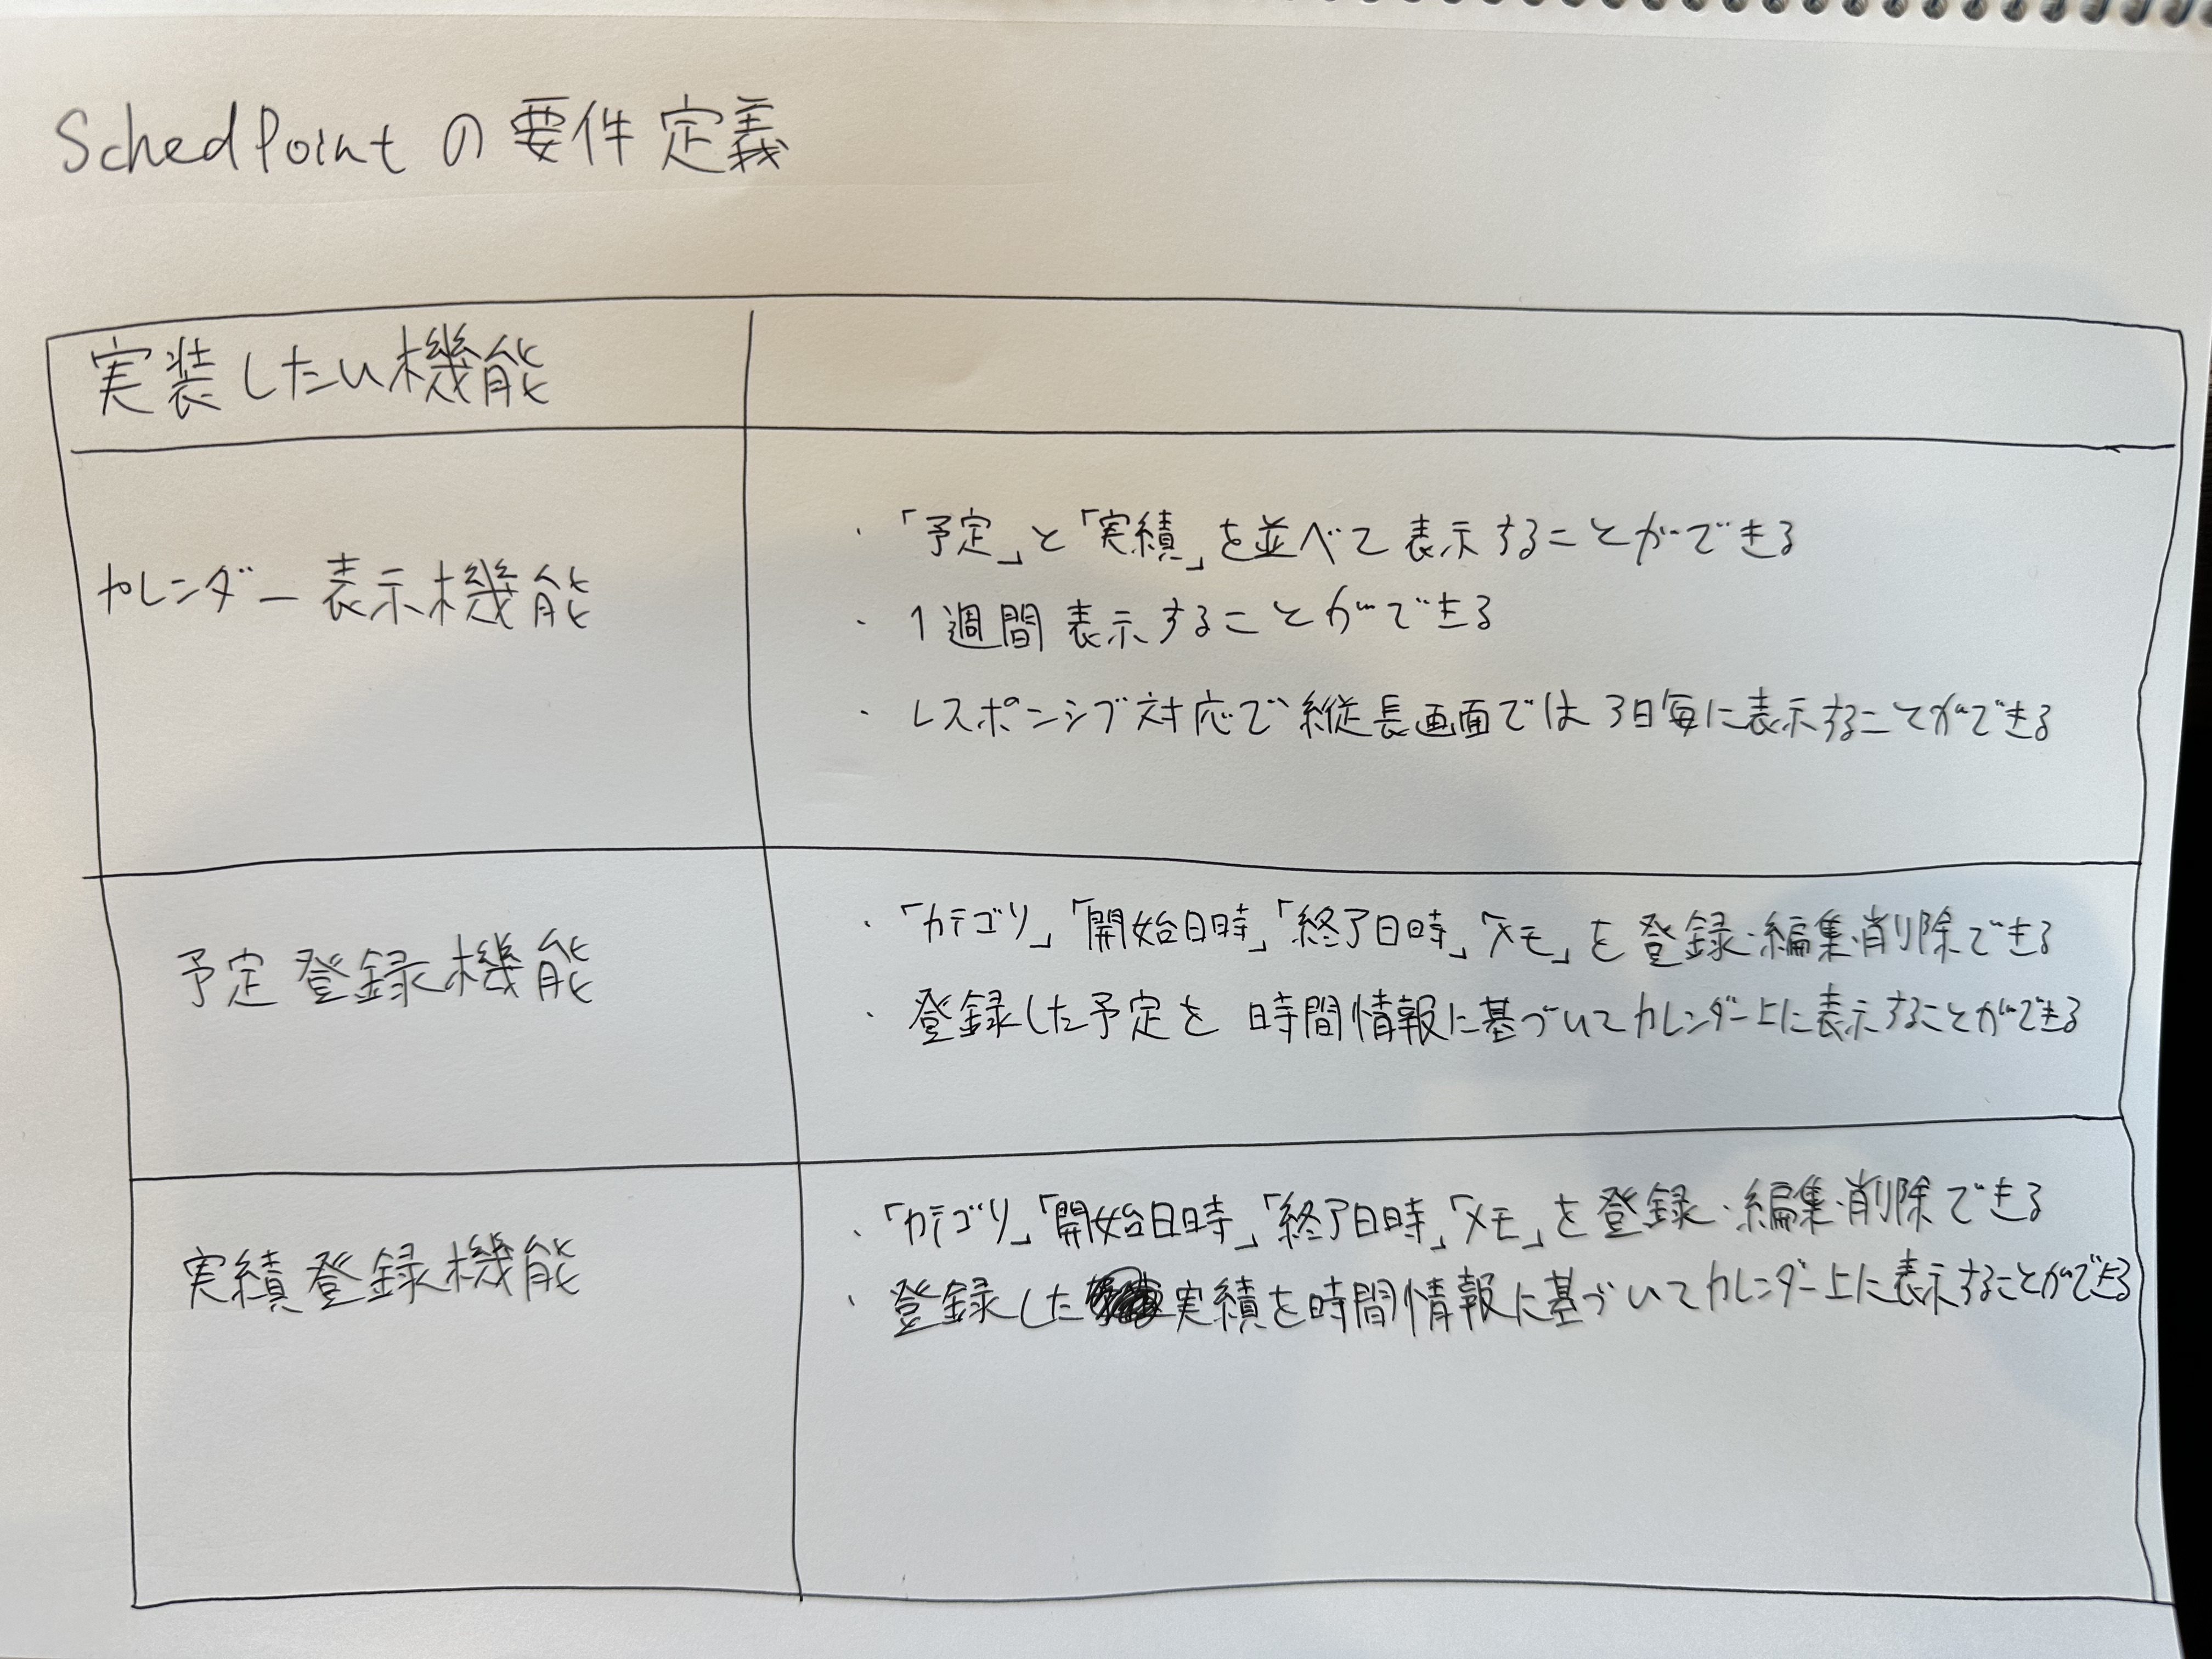 SchedPointの要件定義
実装したい機能
カレンダー表示機能
・「予定」と「実績」を並べて表示することができる
・1週間表示することができる
・レスポンシブ対応で縦長画面では3日毎に表示することができる
予定登録機能
・「カテゴリ」「開始日時」「終了日時」「メモ」を登録・編集・削除できる
・登録した予定を時間情報に基づいてカレンダー上に表示することができる
実績登録機能
・「カテゴリ」「開始日時」「終了日時」「メモ」を登録・編集・削除できる
・登録した実績を時間情報に基づいてカレンダー上に表示することができる